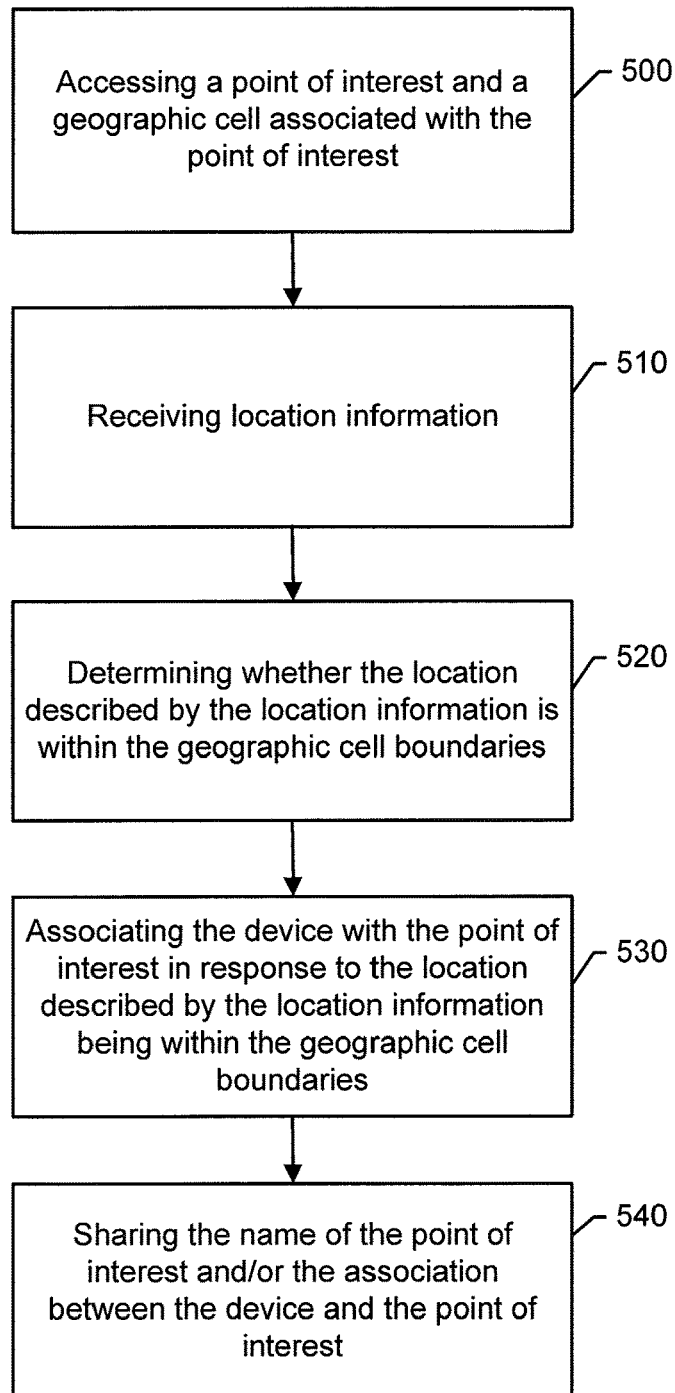 Accessing a point of interest and a
geographic cell associated with the
point of interest
500
Receiving location information
510
Determining whether the location
described by the location information is
within the geographic cell boundaries
520
Associating the device with the point of
interest in response to the location
described by the location information
being within the geographic cell
boundaries
530
Sharing the name of the point of
interest and/or the association
between the device and the point of
interest
540